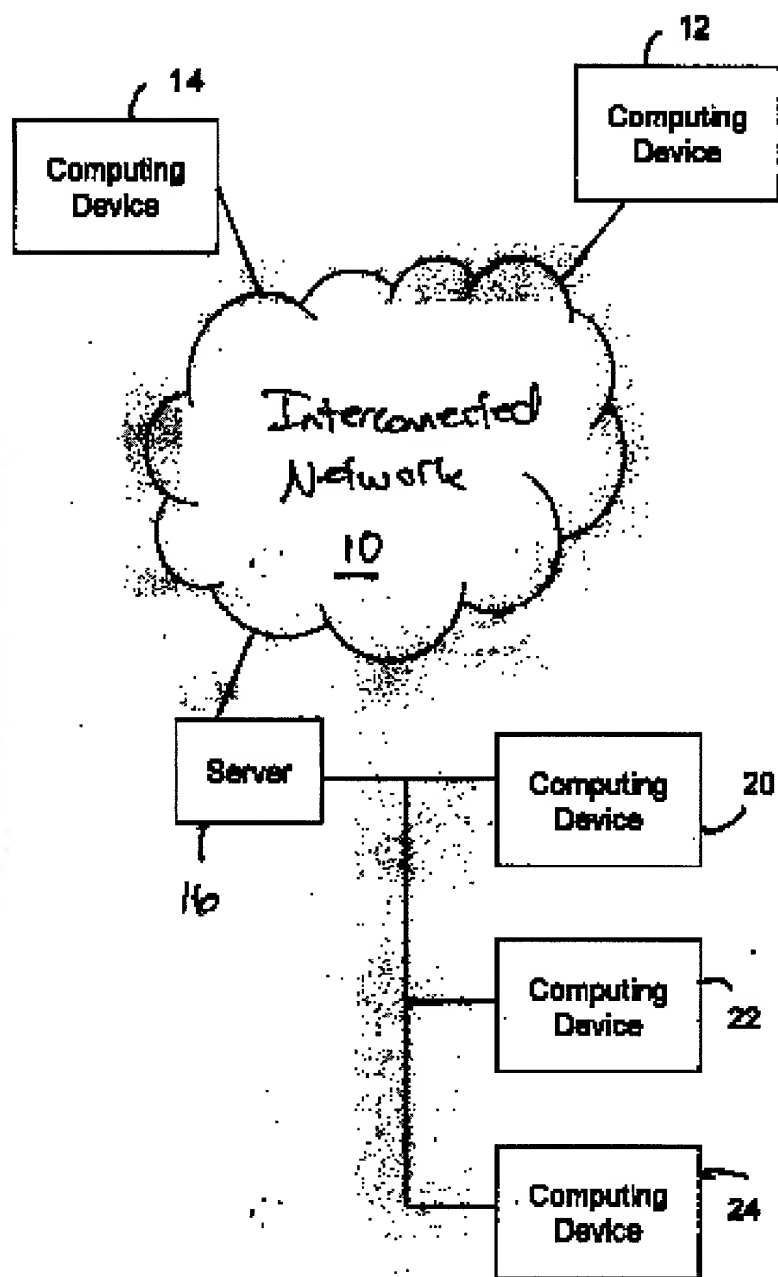 12
14
Computing
Device
Computing
Device
Interconnected
Network
10
Server
16
Computing
Device
20
Computing
Device
22
Computing
Device
24